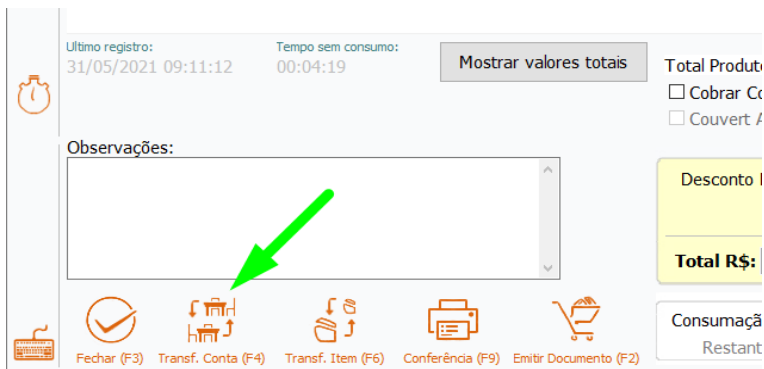 Ultimo registro:
Tempo sem consumo:
31/05/2021 09:11:12
00:04:19
Mostrar valores totais
Total Produt
Cobrar Co
Couvert A
Observações:
Desconto
Total R$:
Fechar (F3)
Transf. Conta (F4)
Transf. Item (F6)
Conferência (F9)
Emitir Documento (F2)
Consumaçã
Restant